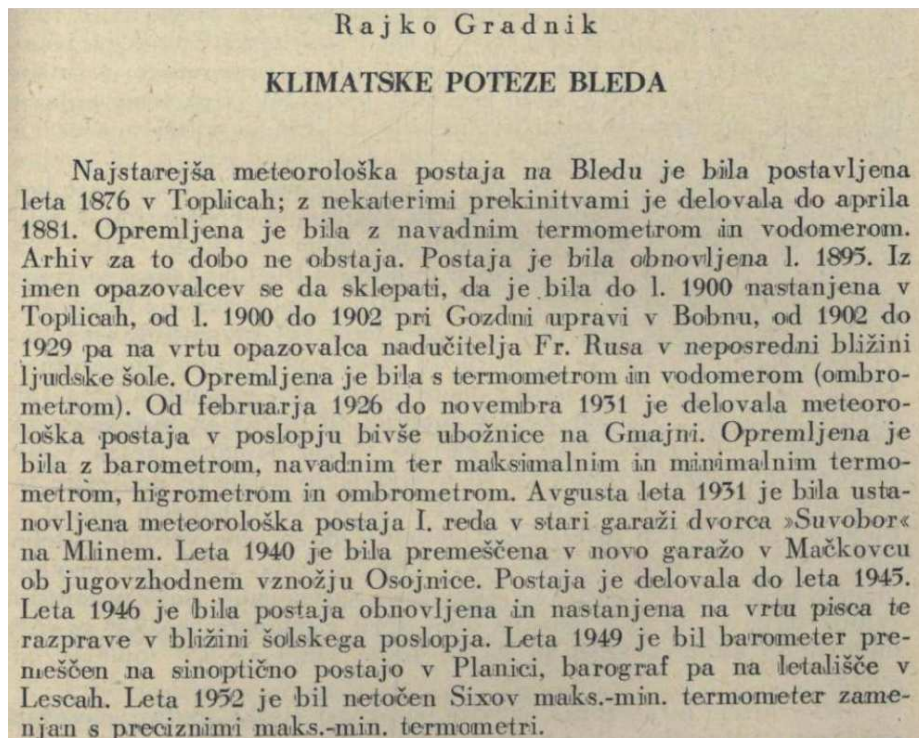 Rajko Gradnik
KLIMATSKE POTEZE BLEDA
Najstarejša meteorološka postaja na Bledu je bila postavljena
leta 1876 v Toplicah; z nekaterimi prekinitvami je delovala do aprila
1881. Opremljena je bila z navadnim termometrom in vodomerom.
Arhiv za to dobo ne obstaja. Postaja je bila obnovljena l. 1895. Iz
imen opazovalcev se da sklepati, da je bila do l. 1900 nastanjena v
Toplicah, od l. 1900 do 1902 pri Gozdni upravi v Bobnu, od 1902 do
1929 pa na vrtu opazovalca nadučitelja Fr. Rusa v neposredni bližini
ljudske šole. Opremljena je bila s termometrom in vodomerom (ombro-
metrom). Od februarja 1926 do novembra 1931 je delovala meteoro-
loška postaja v poslopju bivše ubožnice na Gmajni. Opremljena je
bila z barometrom, navadnim ter maksimalnim in minimalnim termo-
metrom, higrometrom in ombrometrom. Avgusta leta 1931 je bila usta-
novljena meteorološka postaja I. reda v stari garaži dvorca »Suvobor«
na Mlinem. Leta 1940 je bila premeščena v novo garažo v Mačkovcu
ob jugovzhodnem vznožju Osojnice. Postaja je delovala do leta 1945.
Leta 1946 je bila postaja obnovljena in nastanjena na vrtu pisca te
razprave v bližini šolskega poslopja. Leta 1949 je bil barometer pre-
meščen na sinoptično postajo v Planici, barograf pa na letališče v
Lescah. Leta 1952 je bil netočen Sixov maks.-min. termometer zame-
njan s preciznimi maks.-min. termometri.